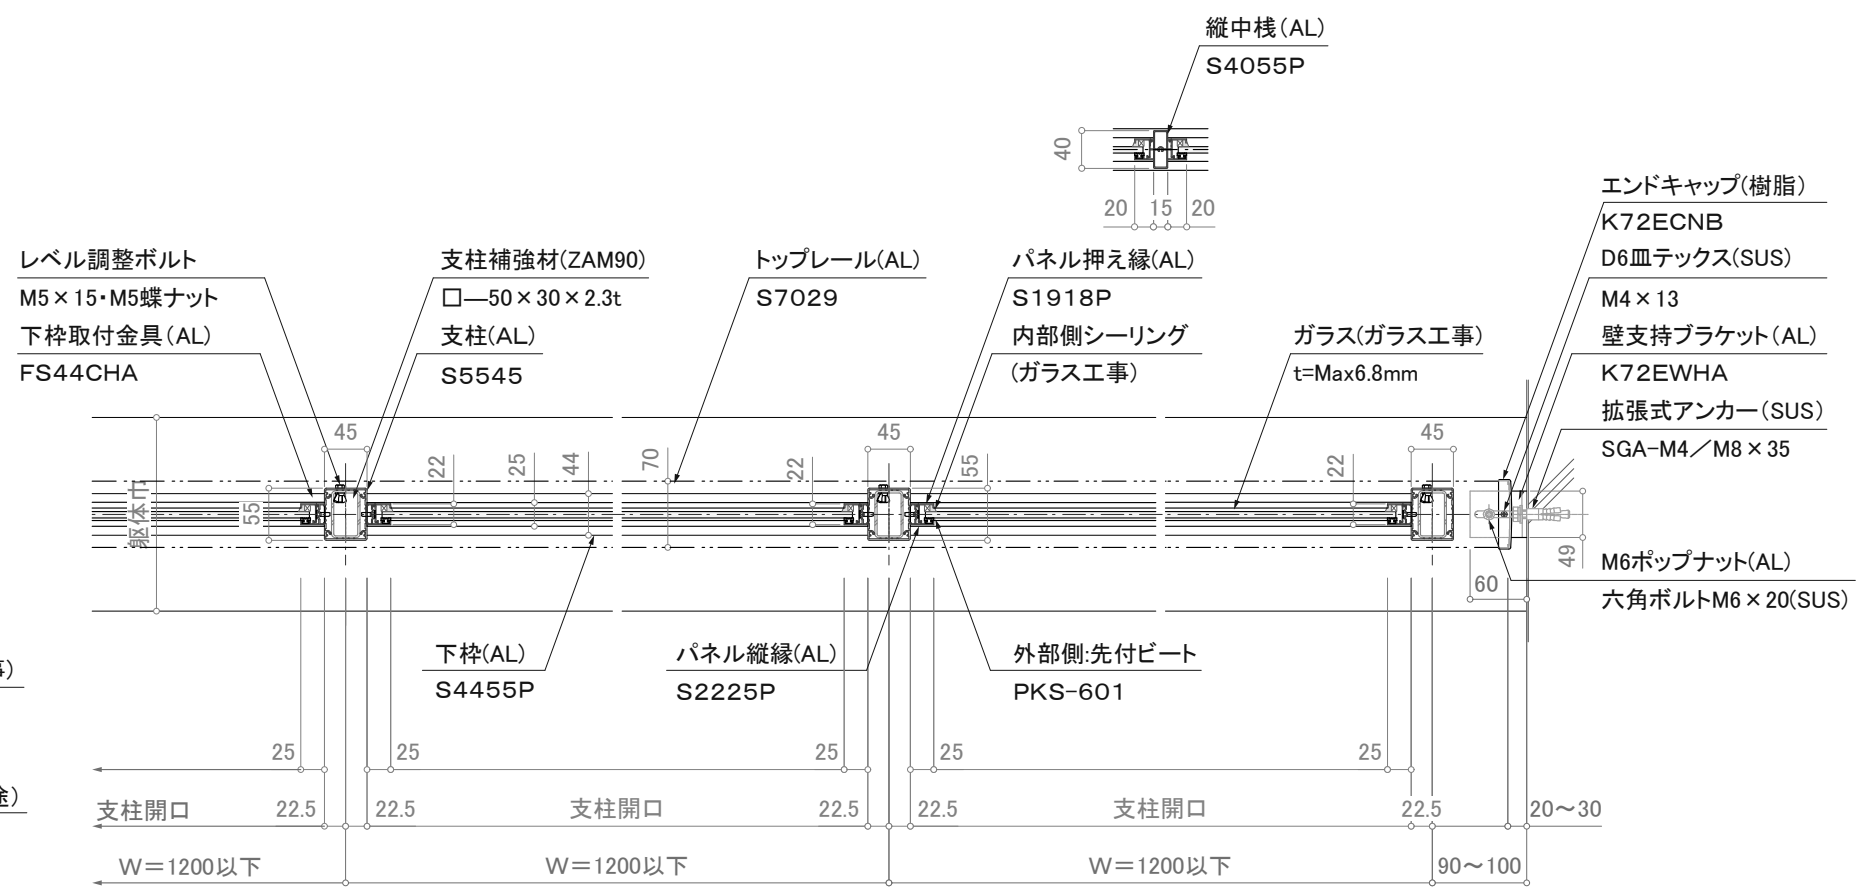 縦中桟(AL)
S4055P
40
20 15 20
エンドキャップ(樹脂)
K72ECNB
D6皿テックス(SUS)
M4×13
壁支持ブラケット(AL)
K72EWHA
拡張式アンカー(SUS)
SGA-M4／M8×35
レベル調整ボルト
M5×15・M5蝶ナット
下枠取付金具(AL)
FS44CHA
支柱補強材(ZAM90)
□—50×30×2.3t
支柱(AL)
S5545
トップレール(AL)
S7029
パネル押え縁(AL)
S1918P
内部側シーリング
(ガラス工事)
ガラス(ガラス工事)
t=Max6.8mm
45 45 45
22 25 44 70 22 55 22
躯体巾
55
49
60
M6ポップナット(AL)
六角ボルトM6×20(SUS)
下枠(AL)
S4455P
パネル縦縁(AL)
S2225P
外部側:先付ビート
PKS-601
25 25 25 25 25
支柱開口 22.5 22.5 支柱開口 22.5 22.5 支柱開口 22.5 20～30
W＝1200以下 W＝1200以下 W＝1200以下 90～100